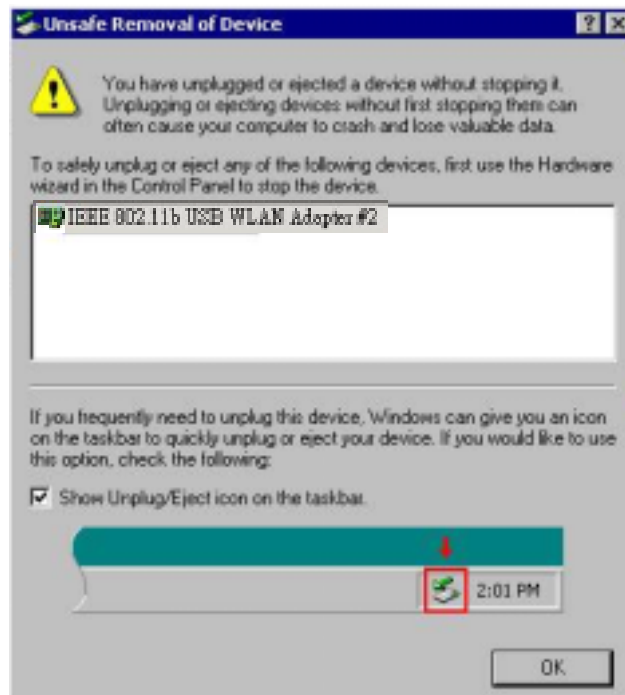 Unsafe Removal of Device
You have unplugged or ejected a device without stopping it.
Unplugging or ejecting devices without first stopping them can
often cause your computer to crash and lose valuable data.
To safely unplug or eject any of the following devices, first use the Hardware
wizard in the Control Panel to stop the device.
IEEE 802.11b USB WLAN Adapter #2
If you frequently need to unplug this device, Windows can give you an icon
on the taskbar to quickly unplug or eject your device. If you would like to use
this option, check the following:
Show Unplug/Eject icon on the taskbar.
2:01 PM
OK